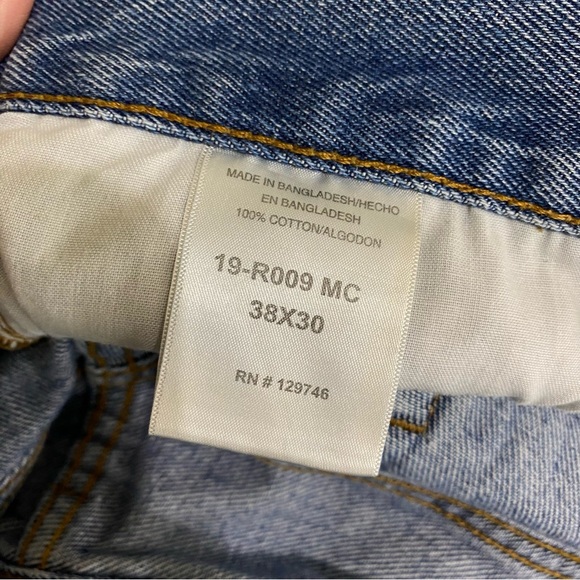 MADE IN BANGLADESH/HECHO
EN BANGLADESH
100% COTTON/ALGODON
19-R009 MC
38X30
RN # 129746